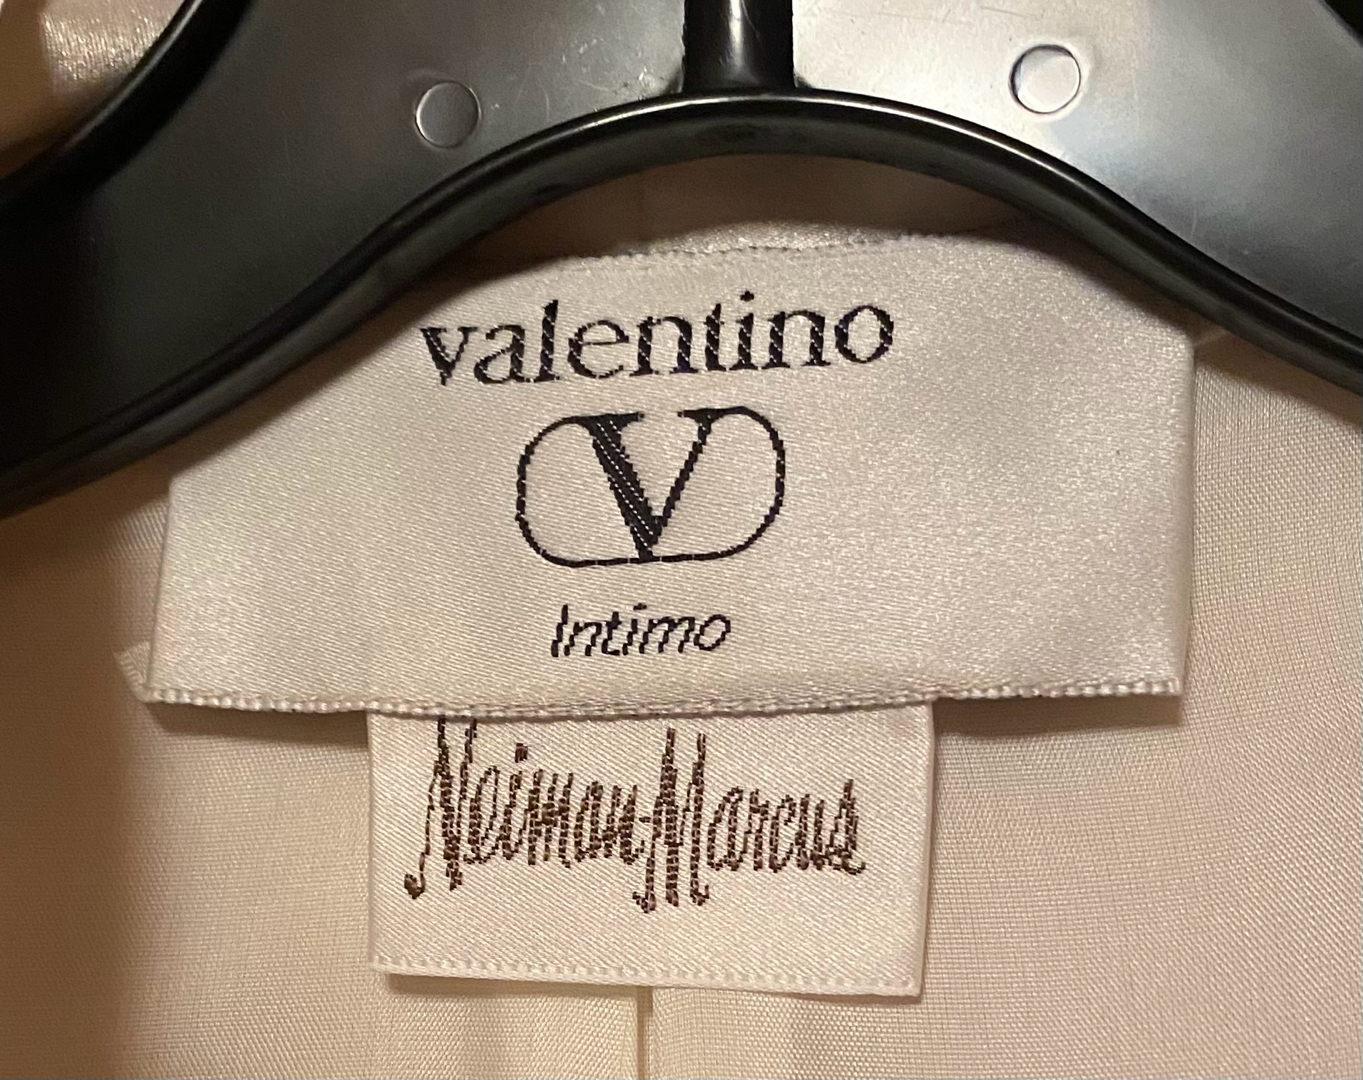 valentino
V
Intimo
Neiman-Marcus